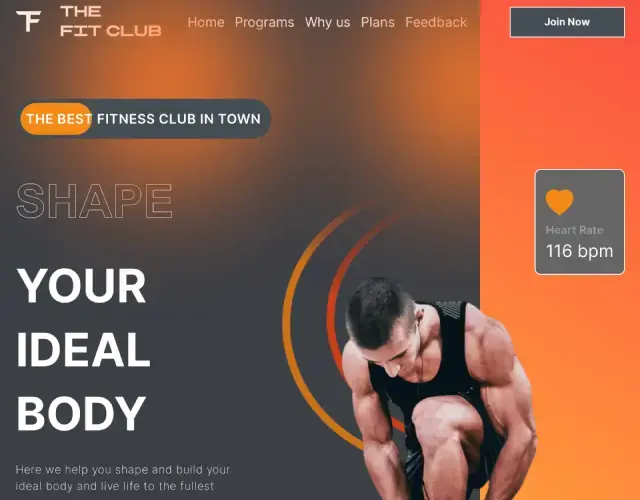 THE
FIT CLUB
Home Programs Why us Plans Feedback
Join Now
THE BEST FITNESS CLUB IN TOWN
SHAPE
YOUR
IDEAL
BODY
Heart Rate
116 bpm
Here we help you shape and build your
ideal body and live life to the fullest